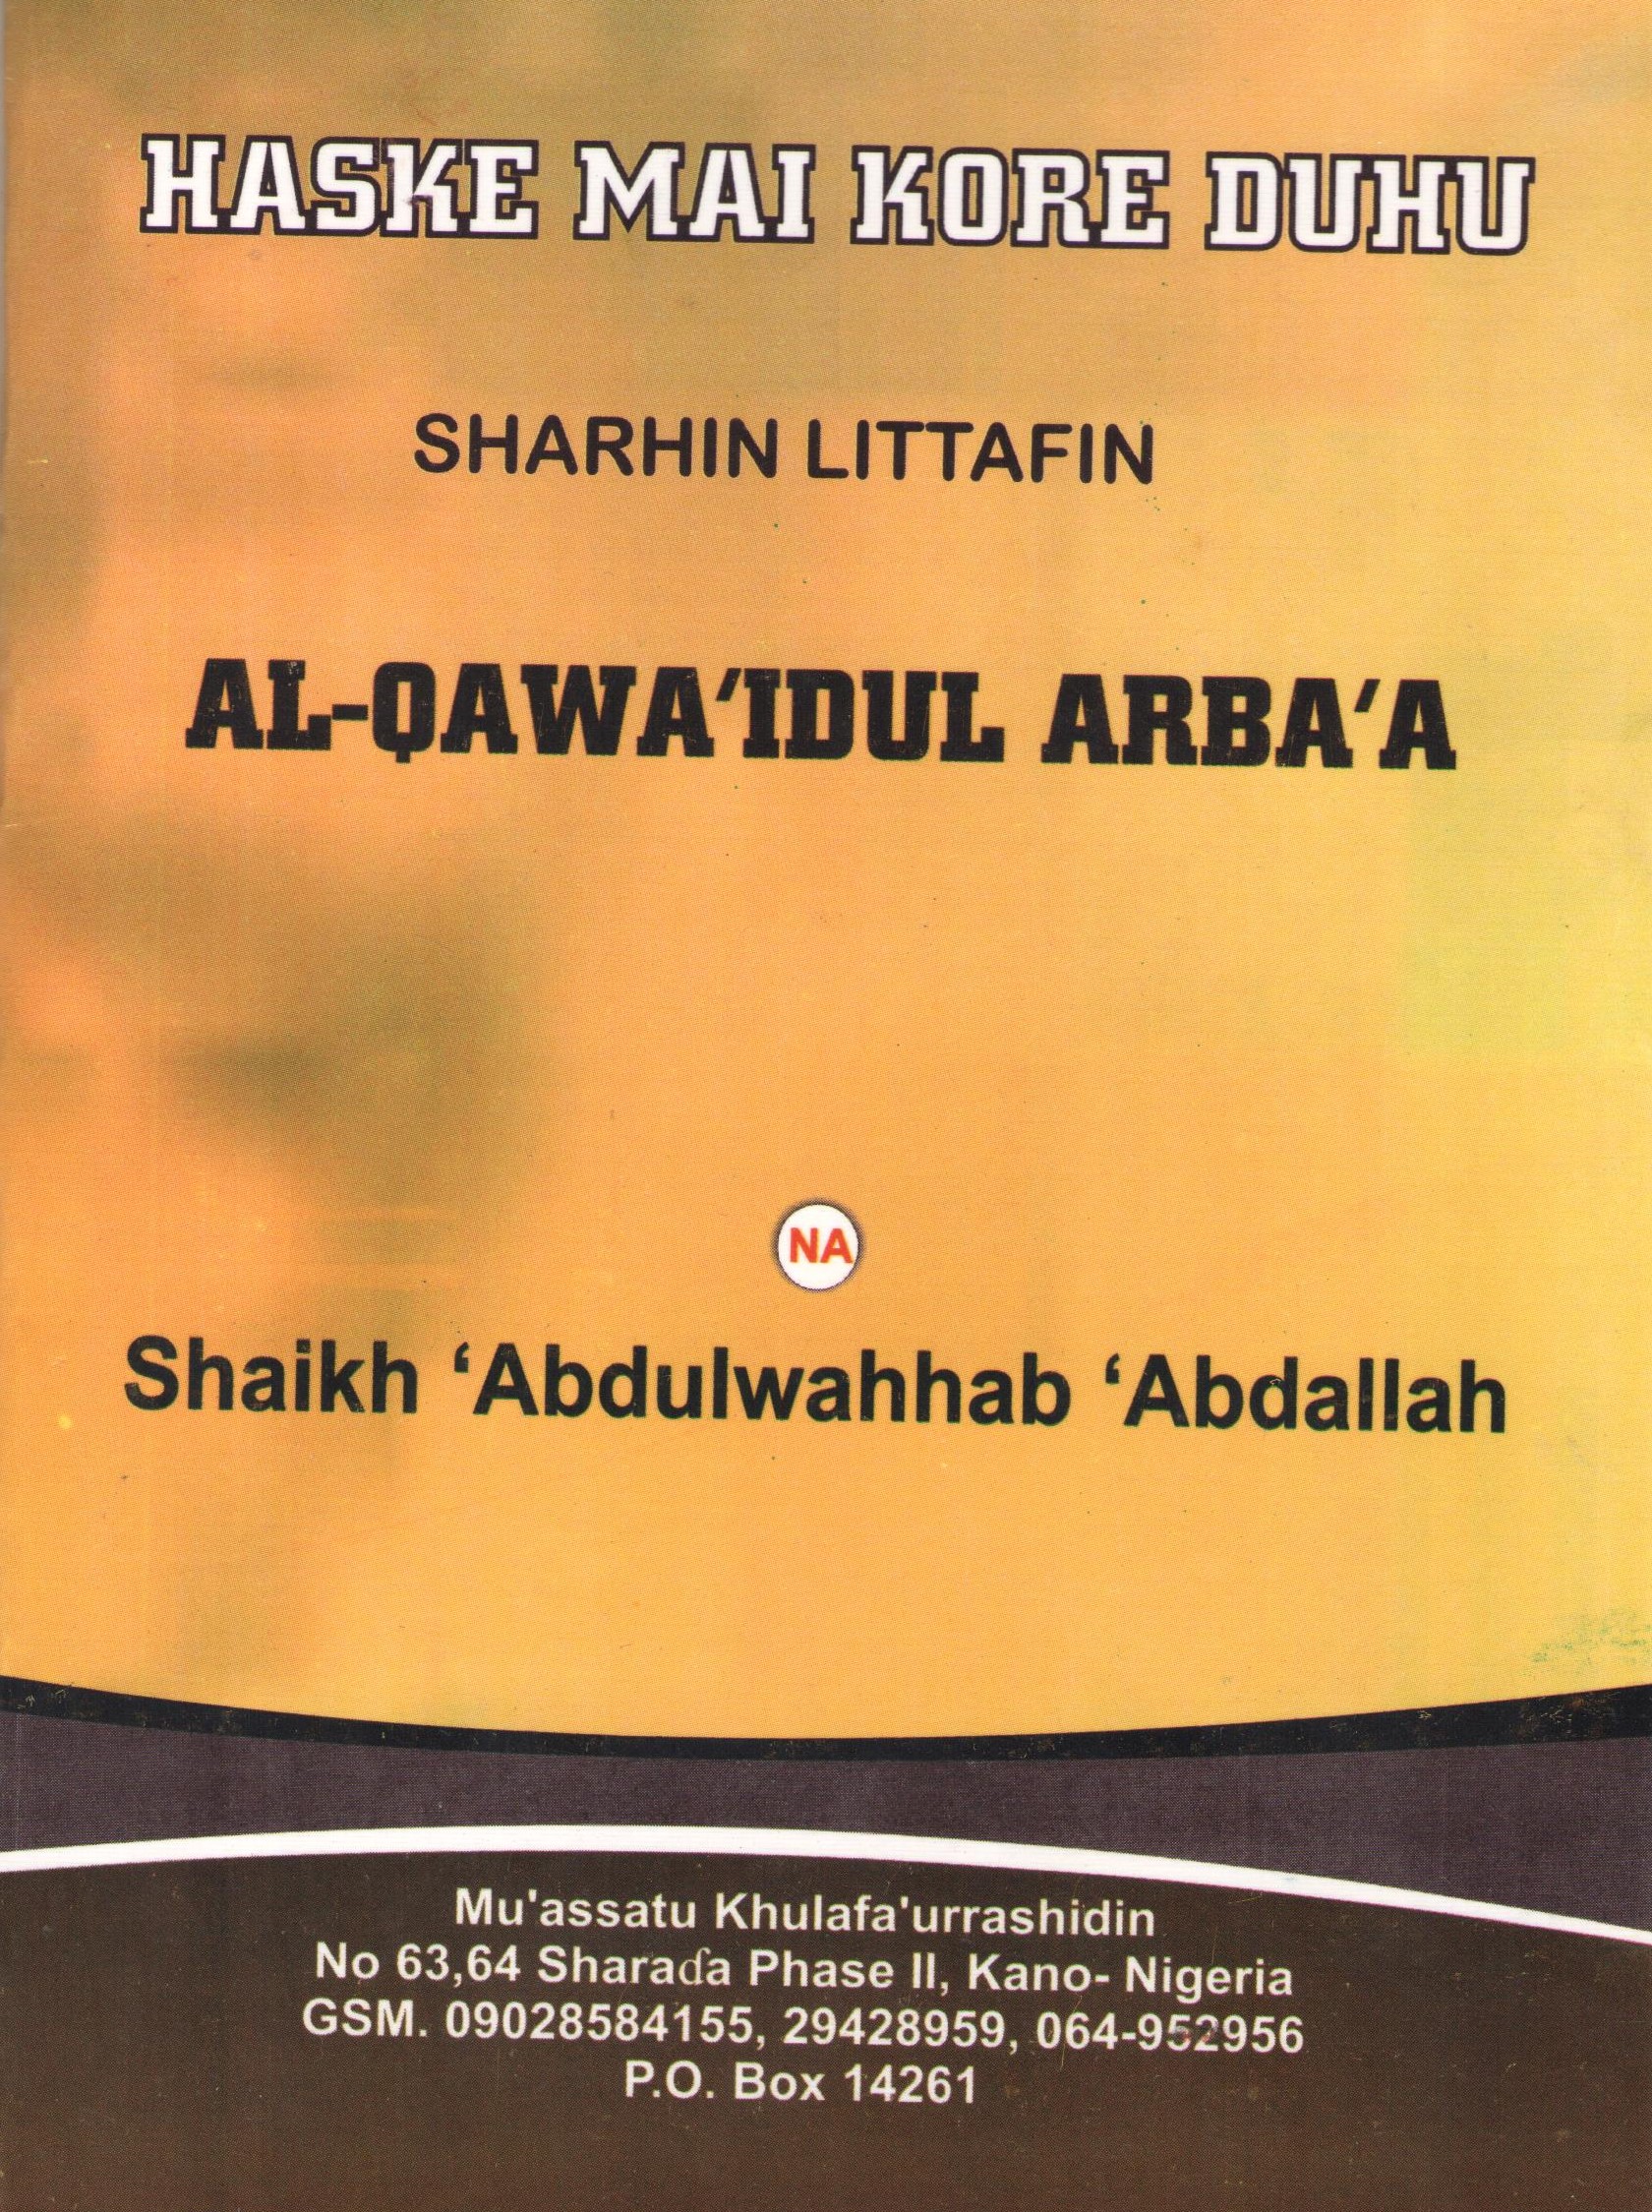 HASKE MAI KORE DUHU
SHARHIN LITTAFIN
AL-QAWA'IDUL ARBA'A
NA
Shaikh ‘Abdulwahhab ‘Abdallah
Mu'assatu Khulafa'urrashidin
No 63,64 Sharaɗa Phase II, Kano- Nigeria
GSM. 09028584155, 29428959, 064-952956
P.O. Box 14261